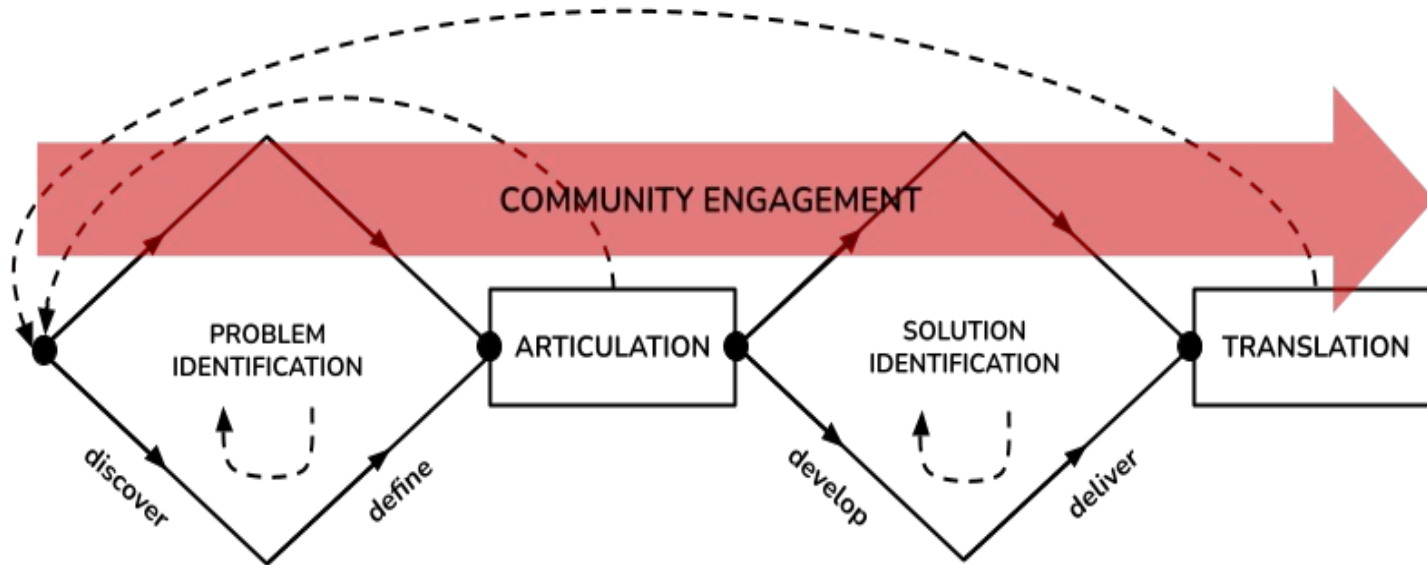 COMMUNITY ENGAGEMENT
PROBLEM
IDENTIFICATION
ARTICULATION
SOLUTION
IDENTIFICATION
TRANSLATION
discover
define
develop
deliver